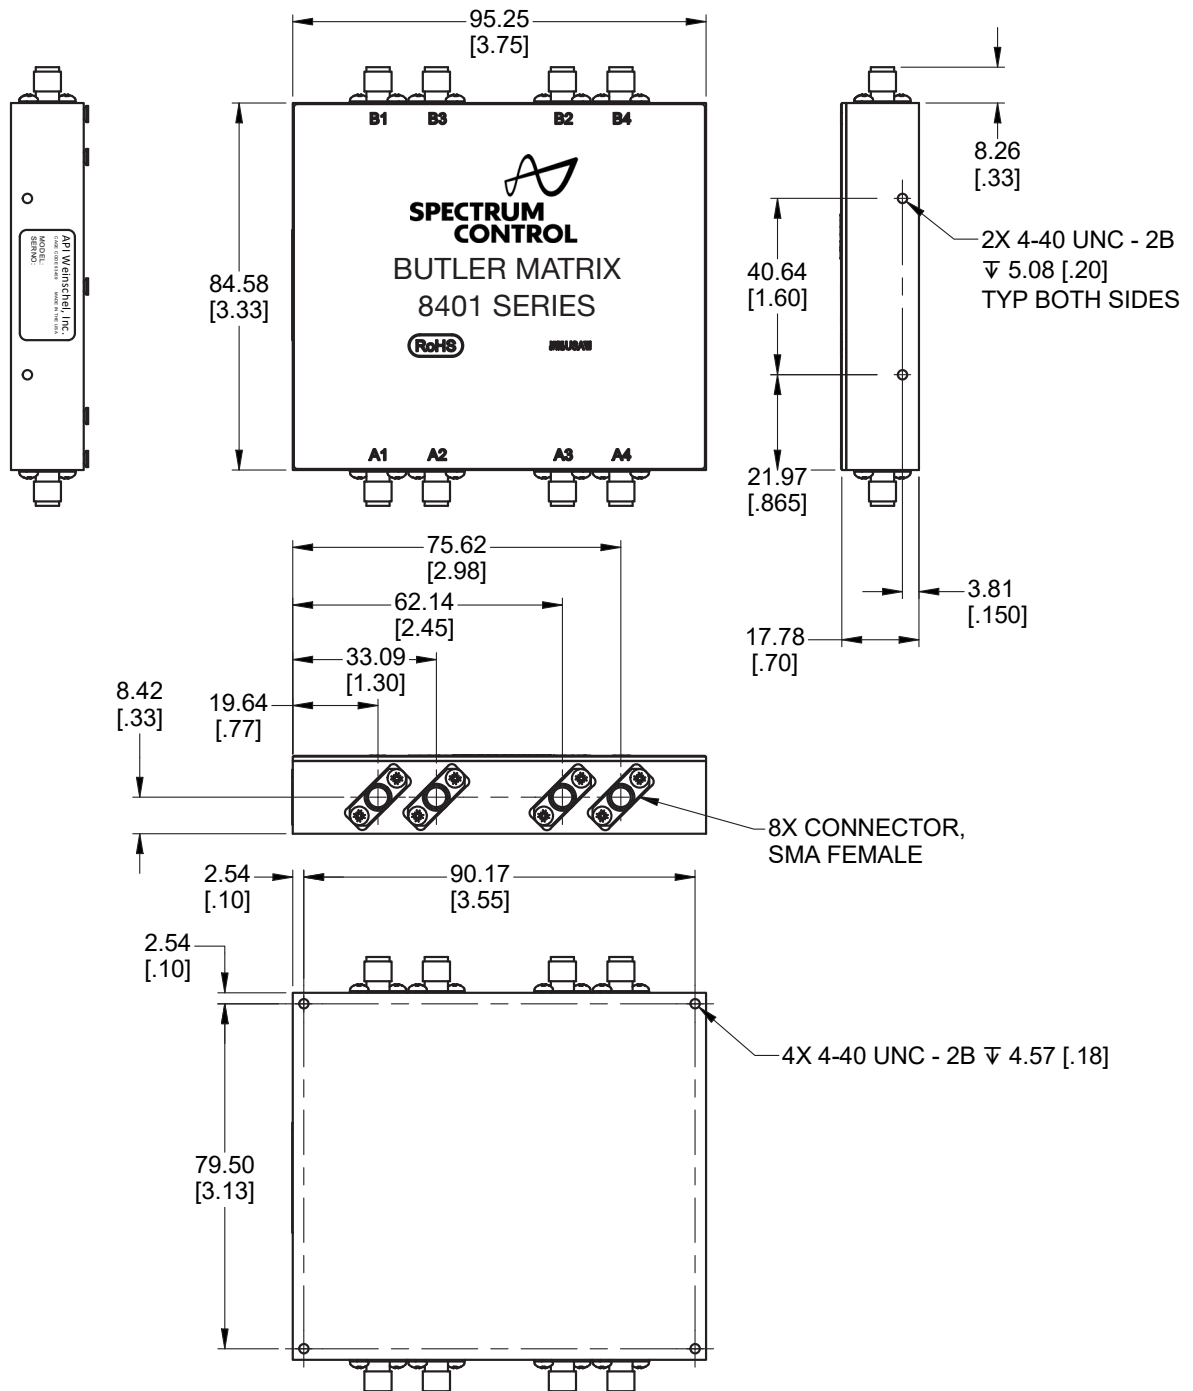 95.25
[3.75]
B1 B3 B2 B4
8.26
[.33]
SPECTRUM
CONTROL
BUTLER MATRIX
8401 SERIES
RoHS
84.58
[3.33]
API Weinschel, Inc.
MADE IN THE USA
MODEL:
SERNO:
2X 4-40 UNC - 2B
↧ 5.08 [.20]
TYP BOTH SIDES
40.64
[1.60]
A1 A2 A3 A4
21.97
[.865]
75.62
[2.98]
3.81
[.150]
62.14
[2.45]
17.78
[.70]
33.09
[1.30]
8.42
[.33]
19.64
[.77]
8X CONNECTOR,
SMA FEMALE
2.54
[.10]
90.17
[3.55]
2.54
[.10]
4X 4-40 UNC - 2B ↧ 4.57 [.18]
79.50
[3.13]